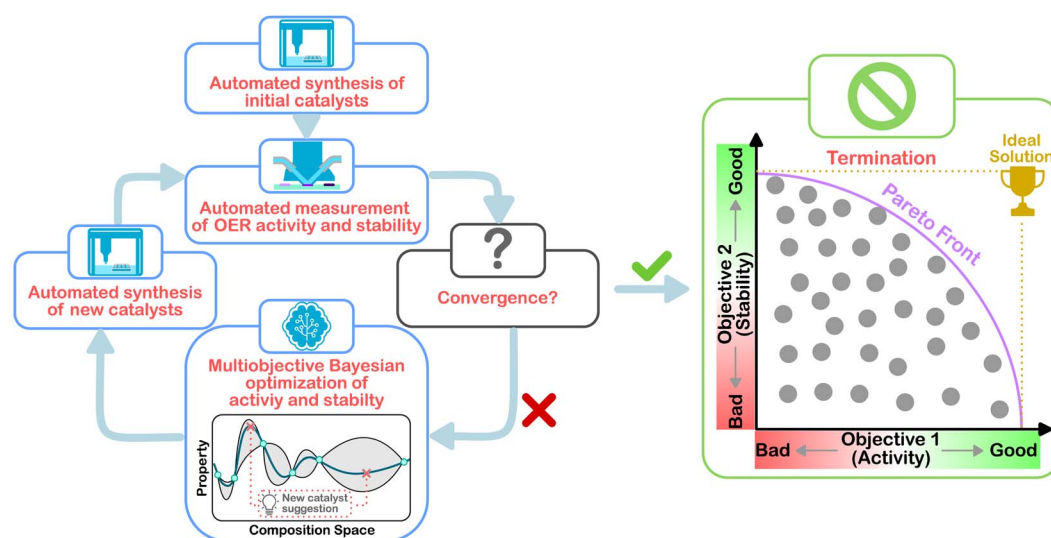 Automated synthesis of
initial catalysts
Automated measurement
of OER activity and stability
?
Convergence?
Automated synthesis
of new catalysts
Multiobjective Bayesian
optimization of
activiy and stabilty
Property
New catalyst
suggestion
Composition Space
Termination
Ideal
Solution
Pareto Front
Good
Objective 2
(Stability)
Bad
Bad
Objective 1
(Activity)
Good